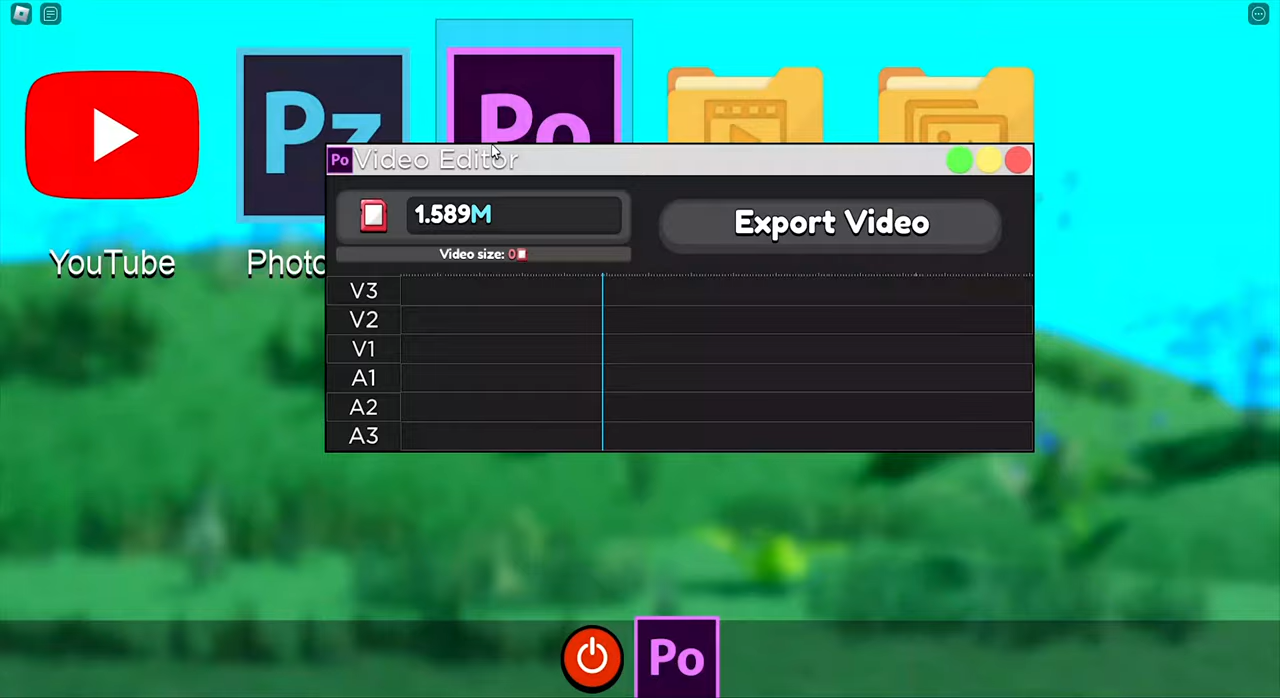 Pz
Po
Po Video Editor
1.589M
Export Video
Video size: 0
YouTube
Photo
V3
V2
V1
A1
A2
A3
Po